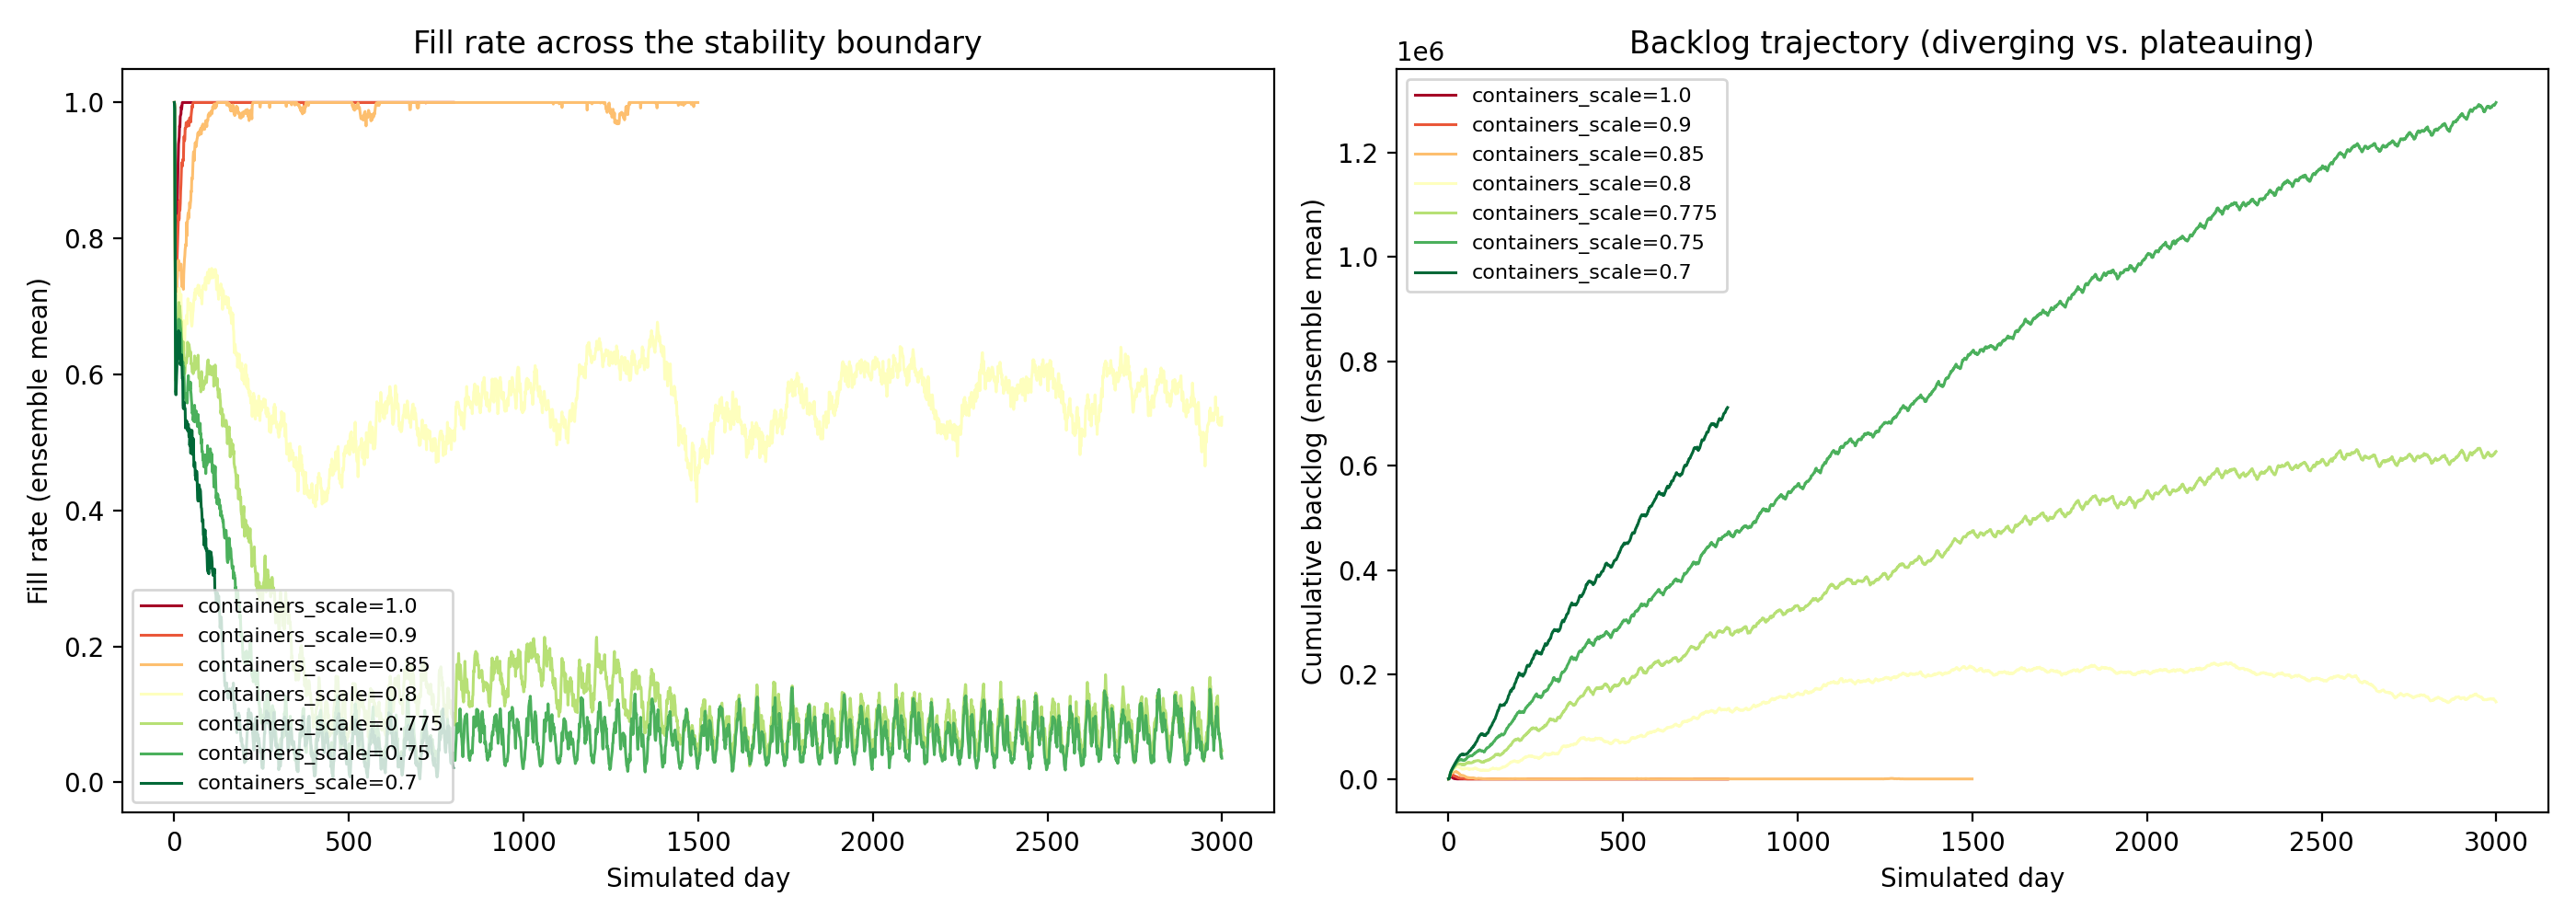 Fill rate across the stability boundary
Fill rate (ensemble mean)
1.0
0.8
0.6
0.4
0.2
0.0
containers_scale=1.0
containers_scale=0.9
containers_scale=0.85
containers_scale=0.8
containers_scale=0.775
containers_scale=0.75
containers_scale=0.7
0
500
1000
1500
2000
2500
3000
Simulated day
Backlog trajectory (diverging vs. plateauing)
1e6
Cumulative backlog (ensemble mean)
1.2
1.0
0.8
0.6
0.4
0.2
0.0
containers_scale=1.0
containers_scale=0.9
containers_scale=0.85
containers_scale=0.8
containers_scale=0.775
containers_scale=0.75
containers_scale=0.7
0
500
1000
1500
2000
2500
3000
Simulated day